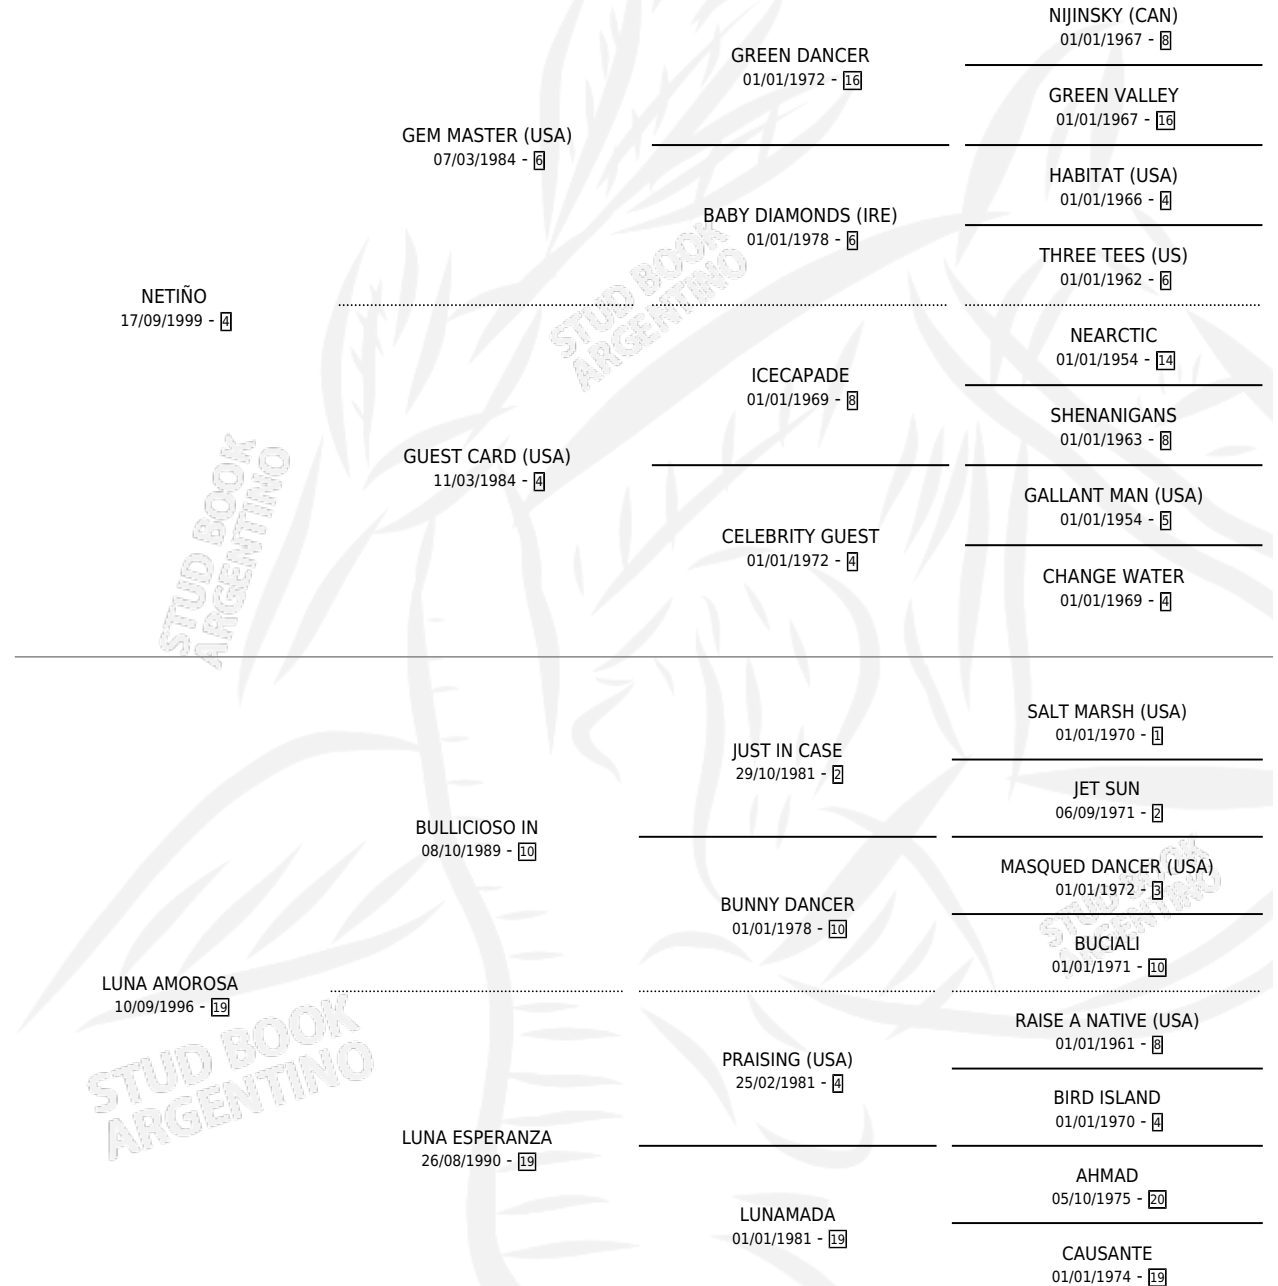 NIJINSKY (CAN)
01/01/1967 - 8
GREEN DANCER
01/01/1972 - 16
GREEN VALLEY
01/01/1967 - 16
GEM MASTER (USA)
07/03/1984 - 6
HABITAT (USA)
01/01/1966 - 4
BABY DIAMONDS (IRE)
01/01/1978 - 6
THREE TEES (US)
01/01/1962 - 6
NETIÑO
17/09/1999 - 4
STUD BOOK
ARGENTINO
NEARCTIC
01/01/1954 - 14
ICECAPADE
01/01/1969 - 8
SHENANIGANS
01/01/1963 - 8
GUEST CARD (USA)
11/03/1984 - 4
GALLANT MAN (USA)
01/01/1954 - 5
CELEBRITY GUEST
01/01/1972 - 4
CHANGE WATER
01/01/1969 - 4
STUD BOOK
ARGENTINO
SALT MARSH (USA)
01/01/1970 - 1
JUST IN CASE
29/10/1981 - 2
JET SUN
06/09/1971 - 2
BULLICIOSO IN
08/10/1989 - 10
MASQUED DANCER (USA)
01/01/1972 - 3
BUNNY DANCER
01/01/1978 - 10
STUD BOOK
ARGENTINO
BUCIALI
01/01/1971 - 10
LUNA AMOROSA
10/09/1996 - 19
RAISE A NATIVE (USA)
01/01/1961 - 8
PRAISING (USA)
25/02/1981 - 4
BIRD ISLAND
01/01/1970 - 4
STUD BOOK
ARGENTINO
LUNA ESPERANZA
26/08/1990 - 19
AHMAD
05/10/1975 - 20
LUNAMADA
01/01/1981 - 19
CAUSANTE
01/01/1974 - 19